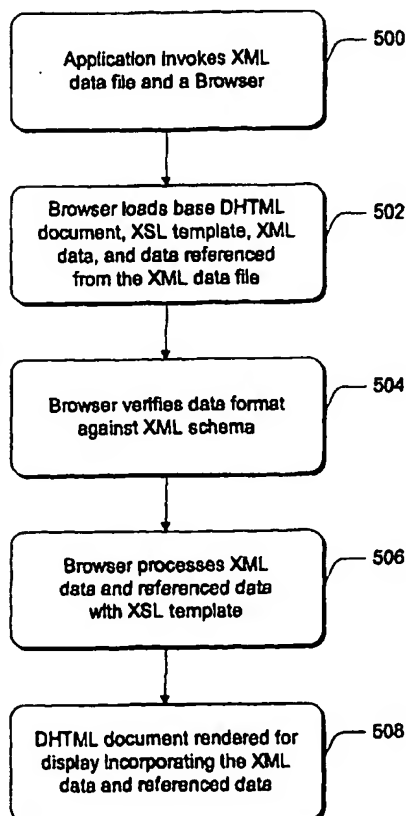 Application invokes XML
data file and a Browser
500
Browser loads base DHTML
document, XSL template, XML
data, and data referenced
from the XML data file
502
Browser verifies data format
against XML schema
504
Browser processes XML
data and referenced data
with XSL template
506
DHTML document rendered for
display incorporating the XML
data and referenced data
508